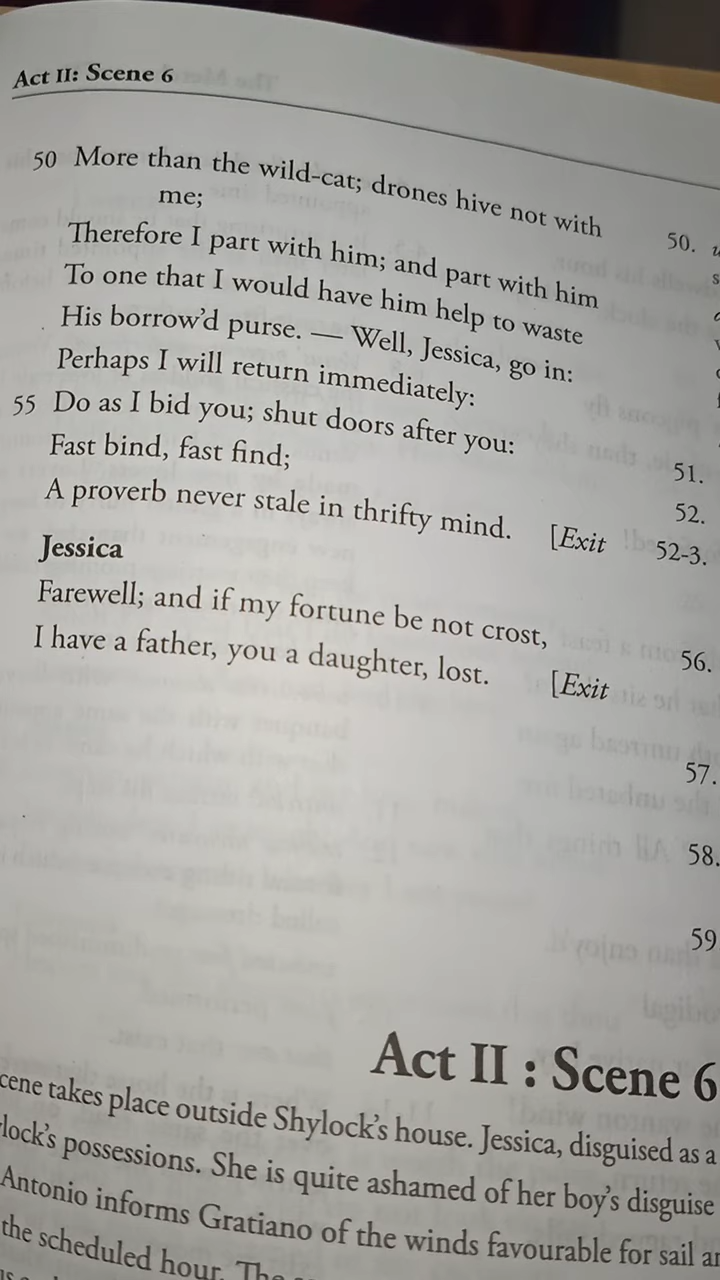 Act II: Scene 6
50 More than the wild-cat; drones hive not with
me;
Therefore I part with him; and part with him
To one that I would have him help to waste
His borrow'd purse. — Well, Jessica, go in:
Perhaps I will return immediately:
55 Do as I bid you; shut doors after you:
Fast bind, fast find;
A proverb never stale in thrifty mind. [Exit
Jessica
Farewell; and if my fortune be not crost,
I have a father, you a daughter, lost. [Exit
50.
51.
52.
52-3.
56.
57.
58.
59
Act II : Scene 6
takes place outside Shylock's house. Jessica, disguised as a
possessions. She is quite ashamed of her boy's disguise
Antonio informs Gratiano of the winds favourable for sail
the scheduled hour.